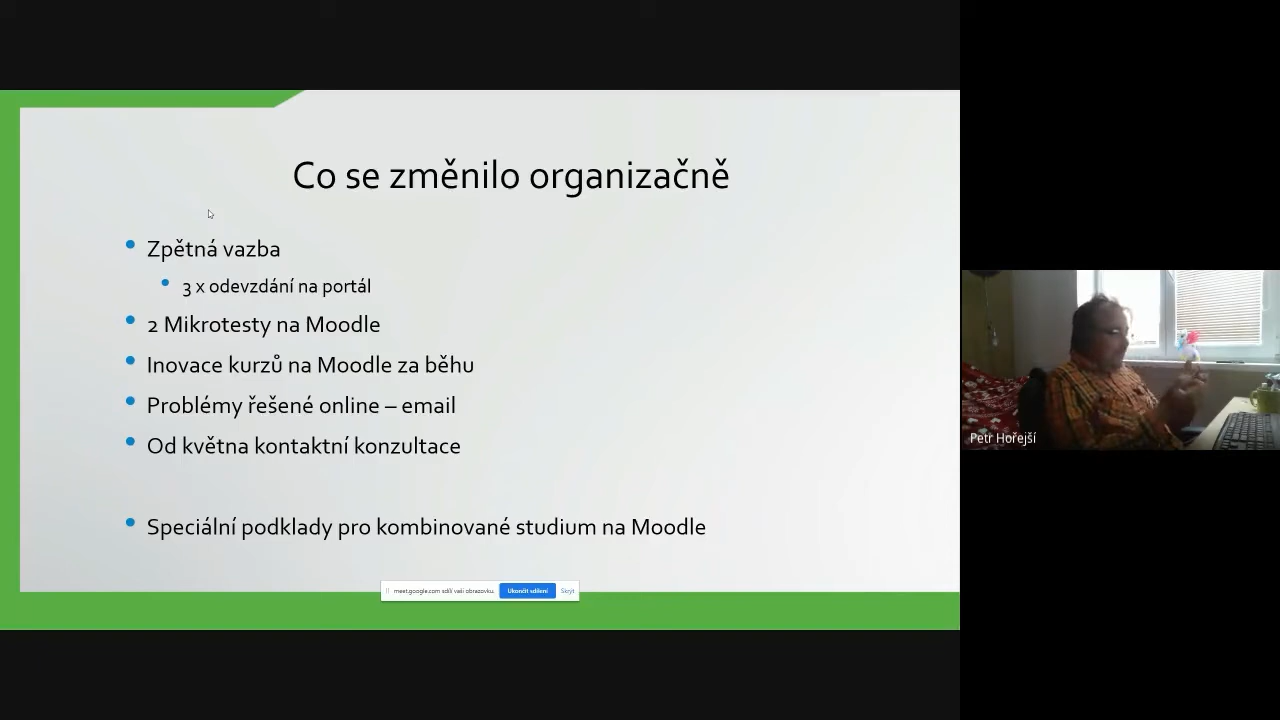 Co se změnilo organizačně
Zpětná vazba
3 x odevzdání na portál
2 Mikrotesty na Moodle
Inovace kurzů na Moodle za běhu
Problémy řešené online – email
Od května kontaktní konzultace
Speciální podklady pro kombinované studium na Moodle
meet.google.com sdílí vaši obrazovku. Ukončit sdílení Skrýt
Petr Hořejší